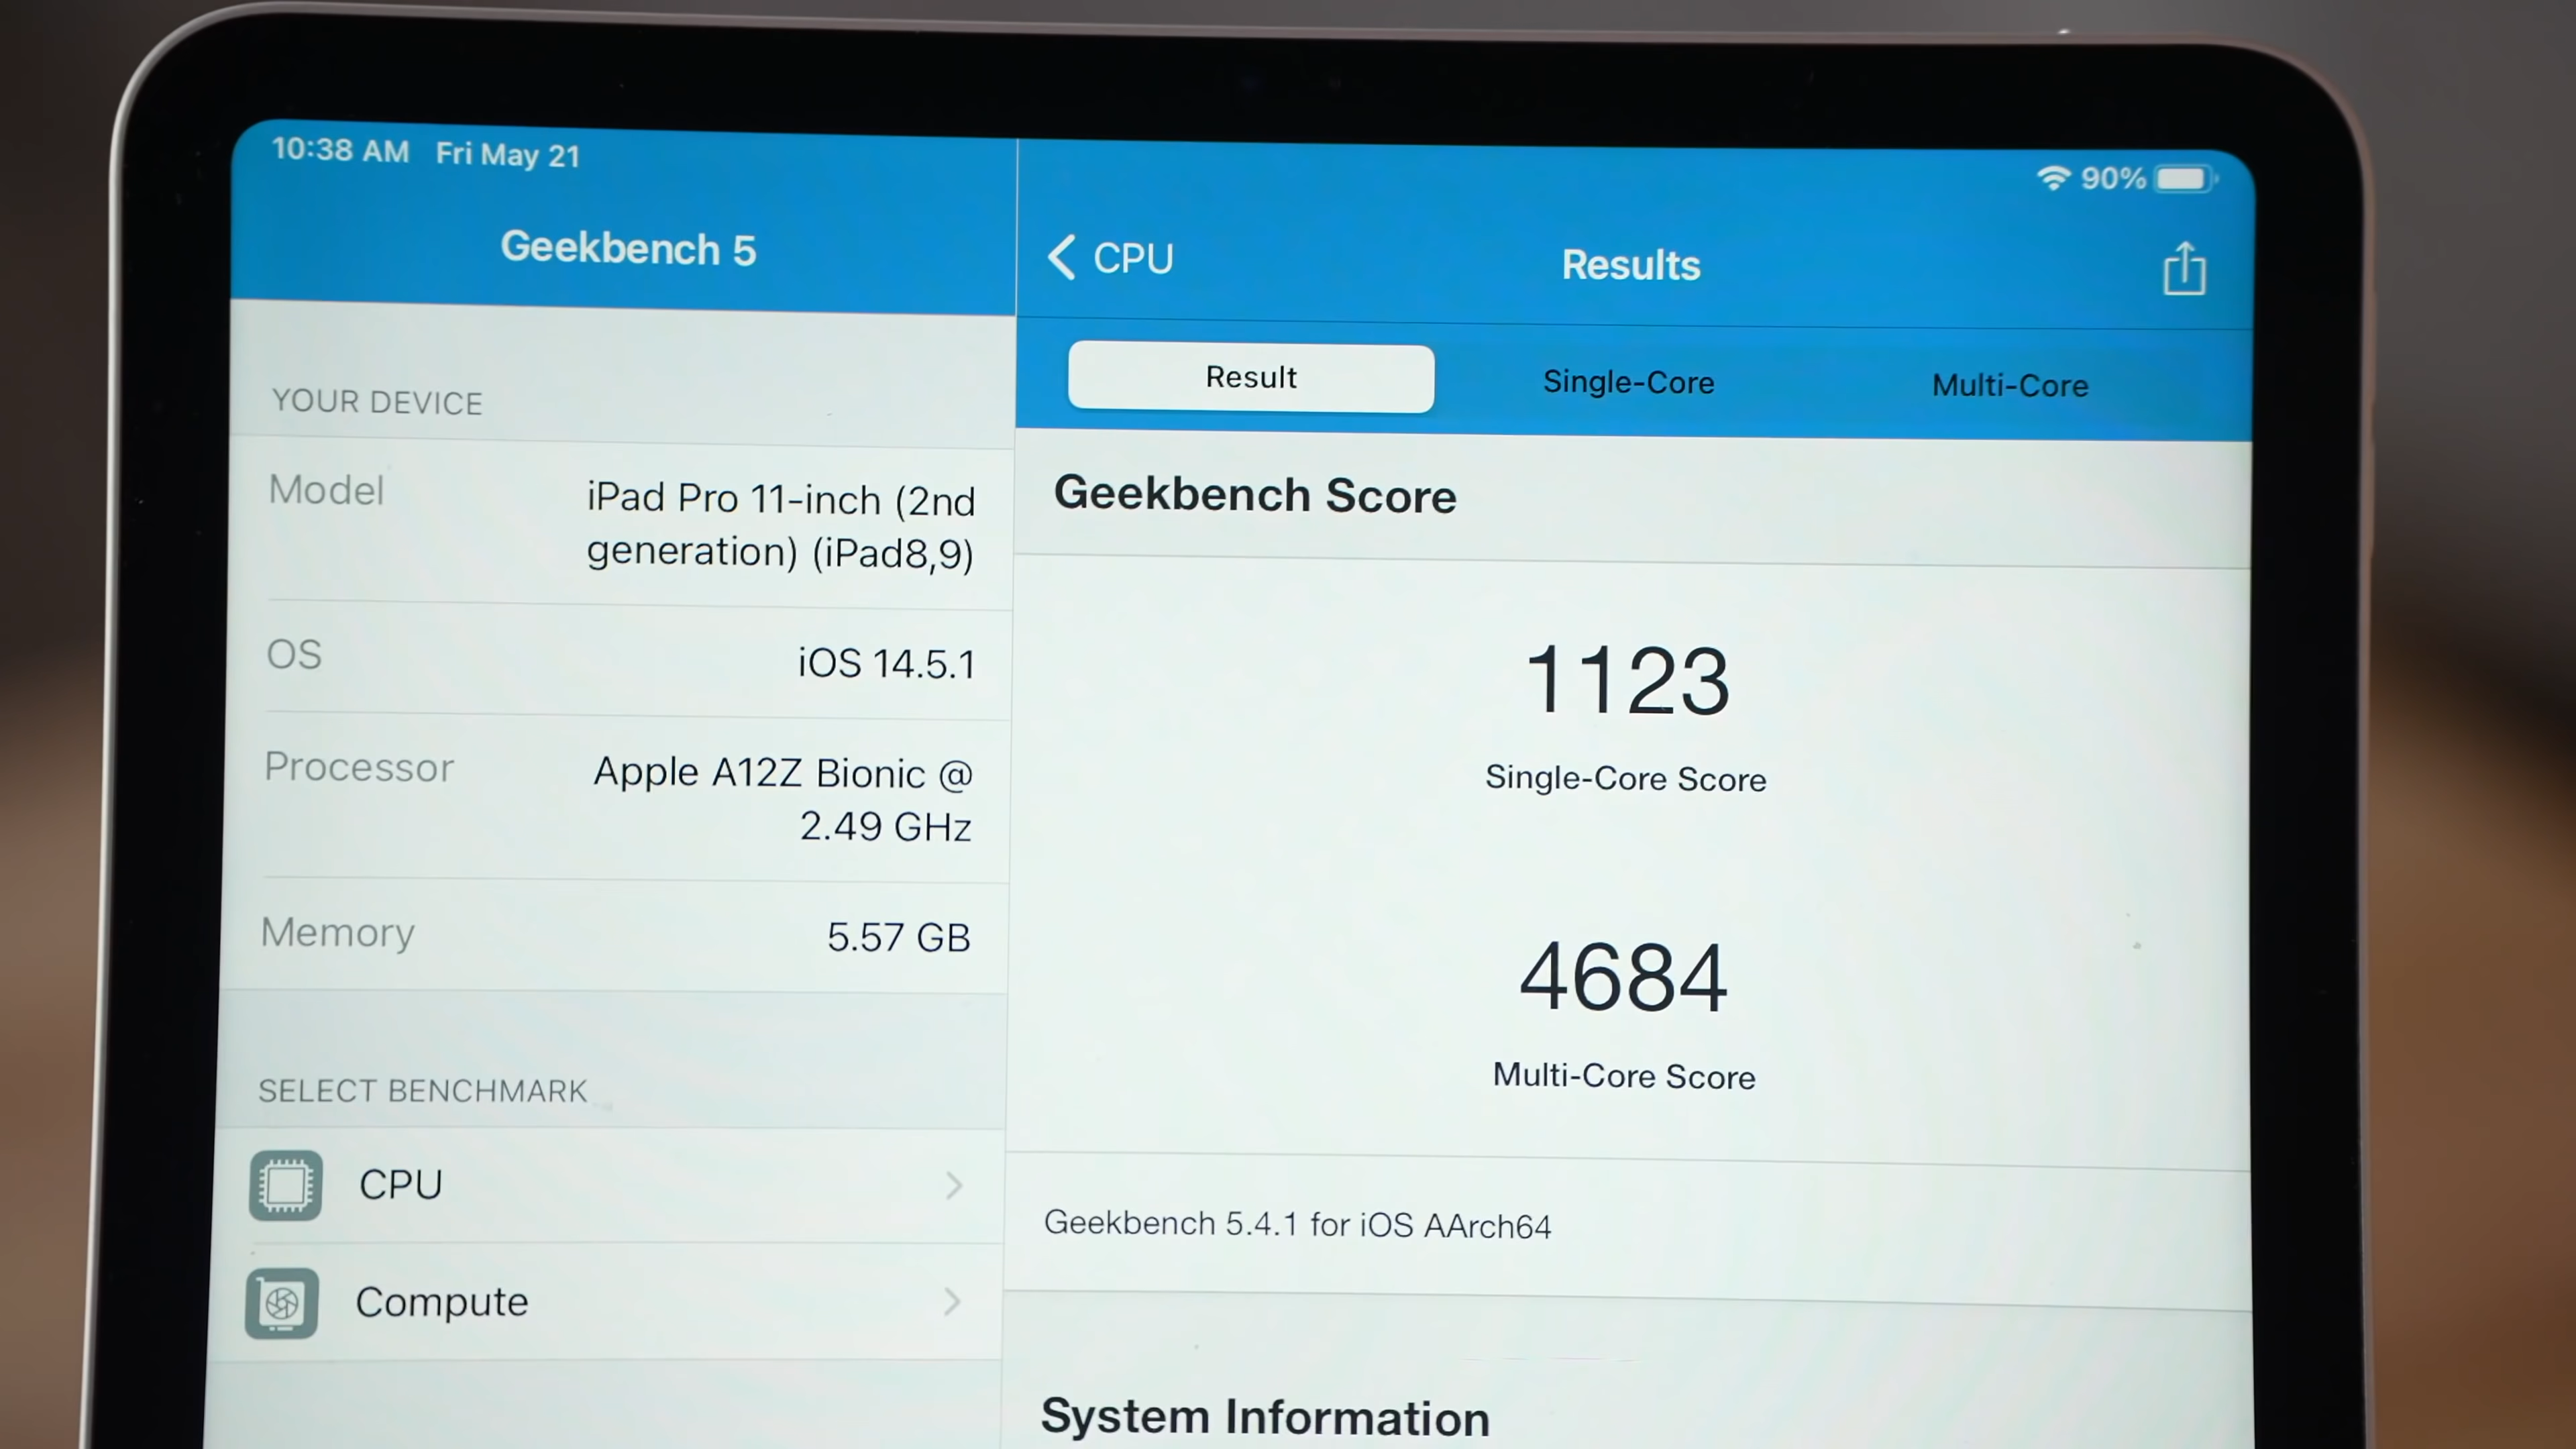 10:38 AM Fri May 21
90%
Geekbench 5
YOUR DEVICE
Model
iPad Pro 11-inch (2nd
generation) (iPad8,9)
OS
iOS 14.5.1
Processor
Apple A12Z Bionic @
2.49 GHz
Memory
5.57 GB
SELECT BENCHMARK
CPU
Compute
CPU
Results
Result
Single-Core
Multi-Core
Geekbench Score
1123
Single-Core Score
4684
Multi-Core Score
Geekbench 5.4.1 for iOS AArch64
System Information